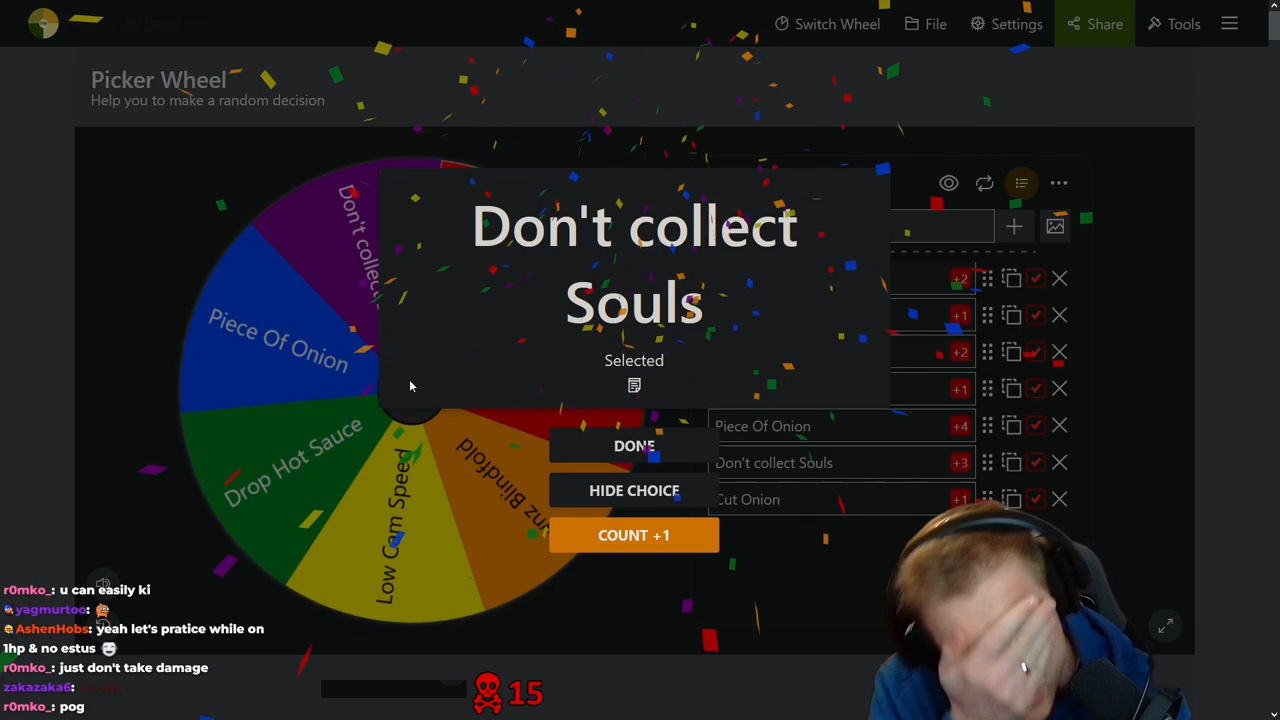 Switch Wheel
File
Settings
Share
Tools
Picker Wheel
Help you to make a random decision
Don't collect
Souls
Selected
DONE
HIDE CHOICE
COUNT +1
Don't collec
Piece Of Onion
Drop Hot Sauce
Low Cam Speed
nz Blindfold
+2
+1
+2
+1
Piece Of Onion +4
Don't collect Souls +3
Cut Onion +1
r0mko_: u can easily ki
yagmurtoo:
AshenHobs: yeah let's pratice while on
1hp & no estus
r0mko_: just don't take damage
zakazaka6:
r0mko_: pog
15